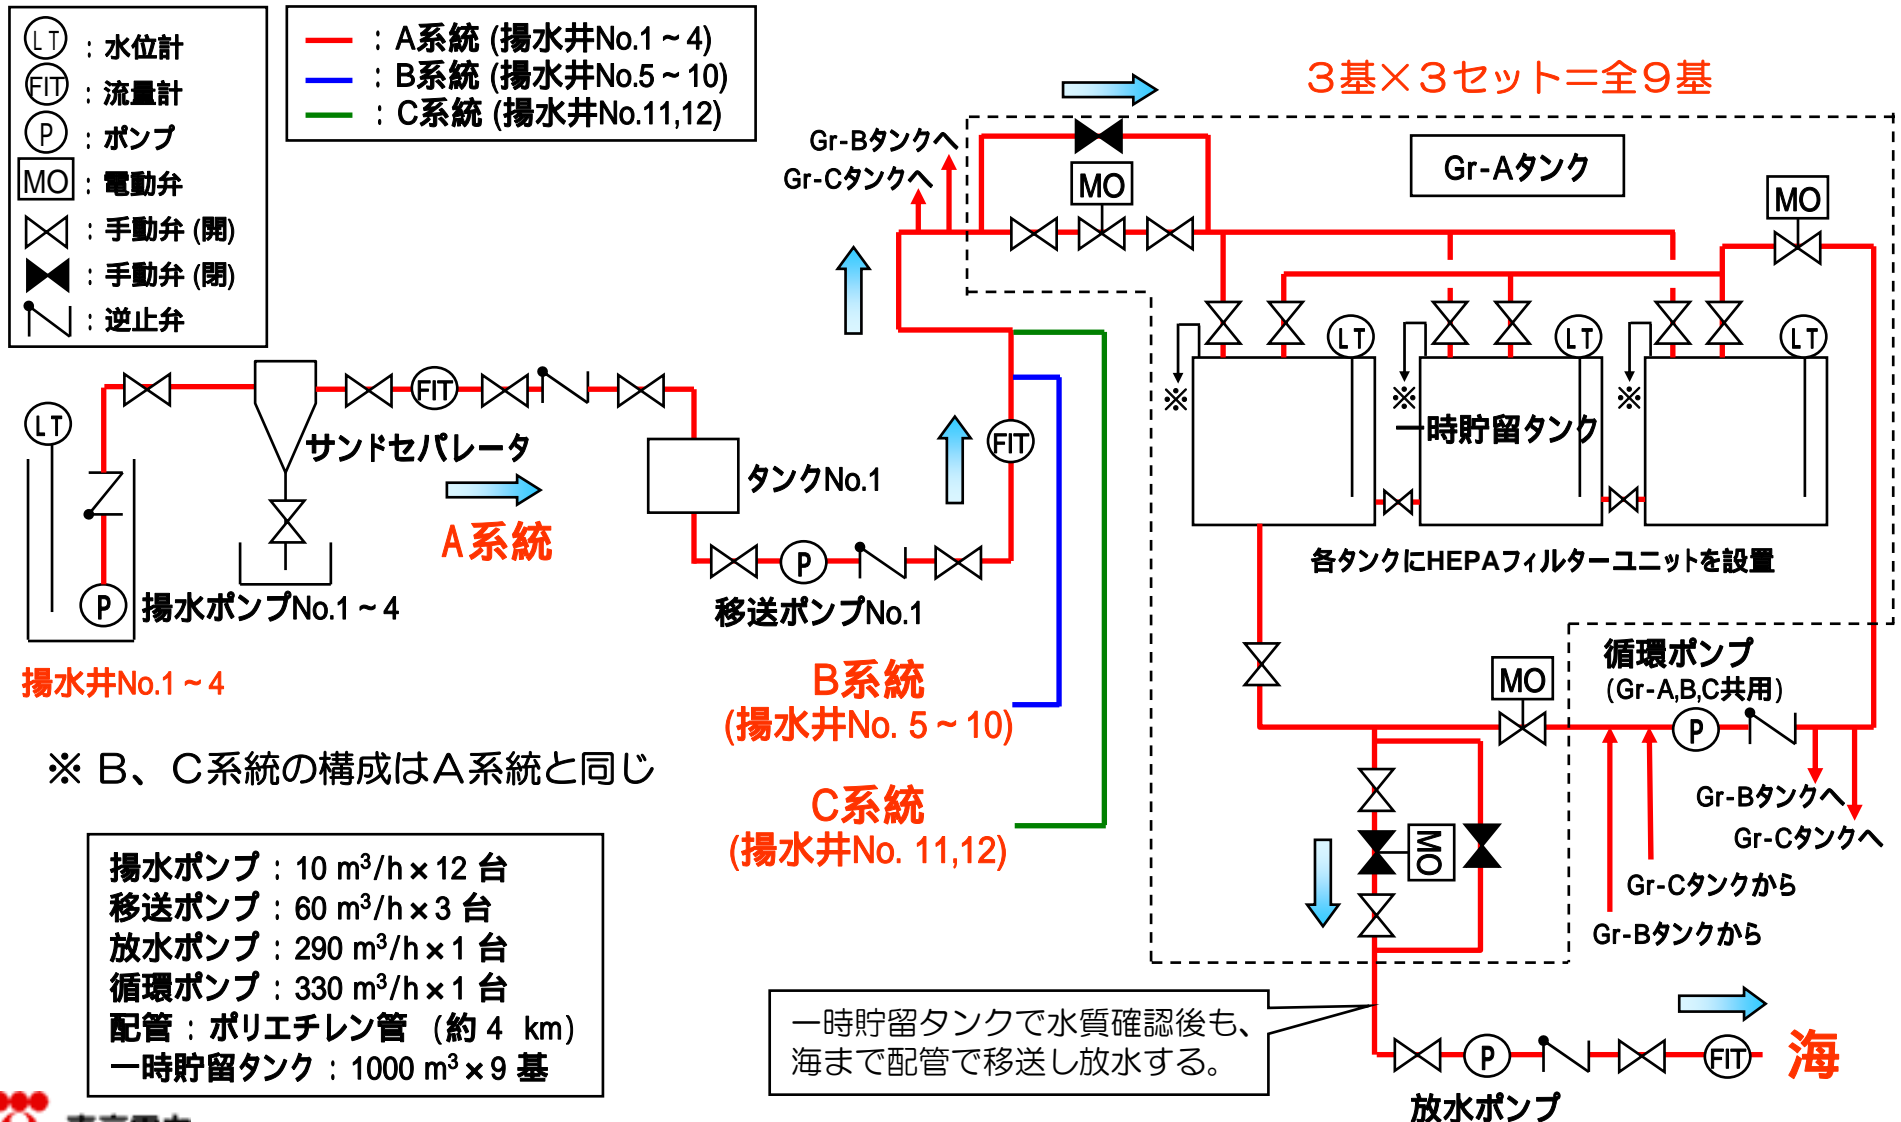 LT : 水位計
FIT : 流量計
P : ポンプ
MO : 電動弁
: 手動弁 (開)
: 手動弁 (閉)
: 逆止弁
: A系統 (揚水井No.1 ~ 4)
: B系統 (揚水井No.5 ~ 10)
: C系統 (揚水井No.11,12)
3基×3セット＝全9基
Gr-Bタンクへ
Gr-Cタンクへ
MO
Gr-Aタンク
MO
LT
LT
LT
※
※
※
一時貯留タンク
各タンクにHEPAフィルターユニットを設置
LT
FIT
サンドセパレータ
A系統
P
揚水ポンプNo.1 ~ 4
揚水井No.1 ~ 4
タンクNo.1
FIT
P
移送ポンプNo.1
B系統
(揚水井No. 5 ~ 10)
C系統
(揚水井No. 11,12)
※ B、C系統の構成はA系統と同じ
循環ポンプ
(Gr-A,B,C共用)
MO
P
Gr-Bタンクへ
Gr-Cタンクへ
MO
Gr-Cタンクから
Gr-Bタンクから
揚水ポンプ : 10 m³/h × 12 台
移送ポンプ : 60 m³/h × 3 台
放水ポンプ : 290 m³/h × 1 台
循環ポンプ : 330 m³/h × 1 台
配管 : ポリエチレン管 (約 4 km)
一時貯留タンク : 1000 m³ × 9 基
一時貯留タンクで水質確認後も、
海まで配管で移送し放水する。
P
FIT
海
放水ポンプ